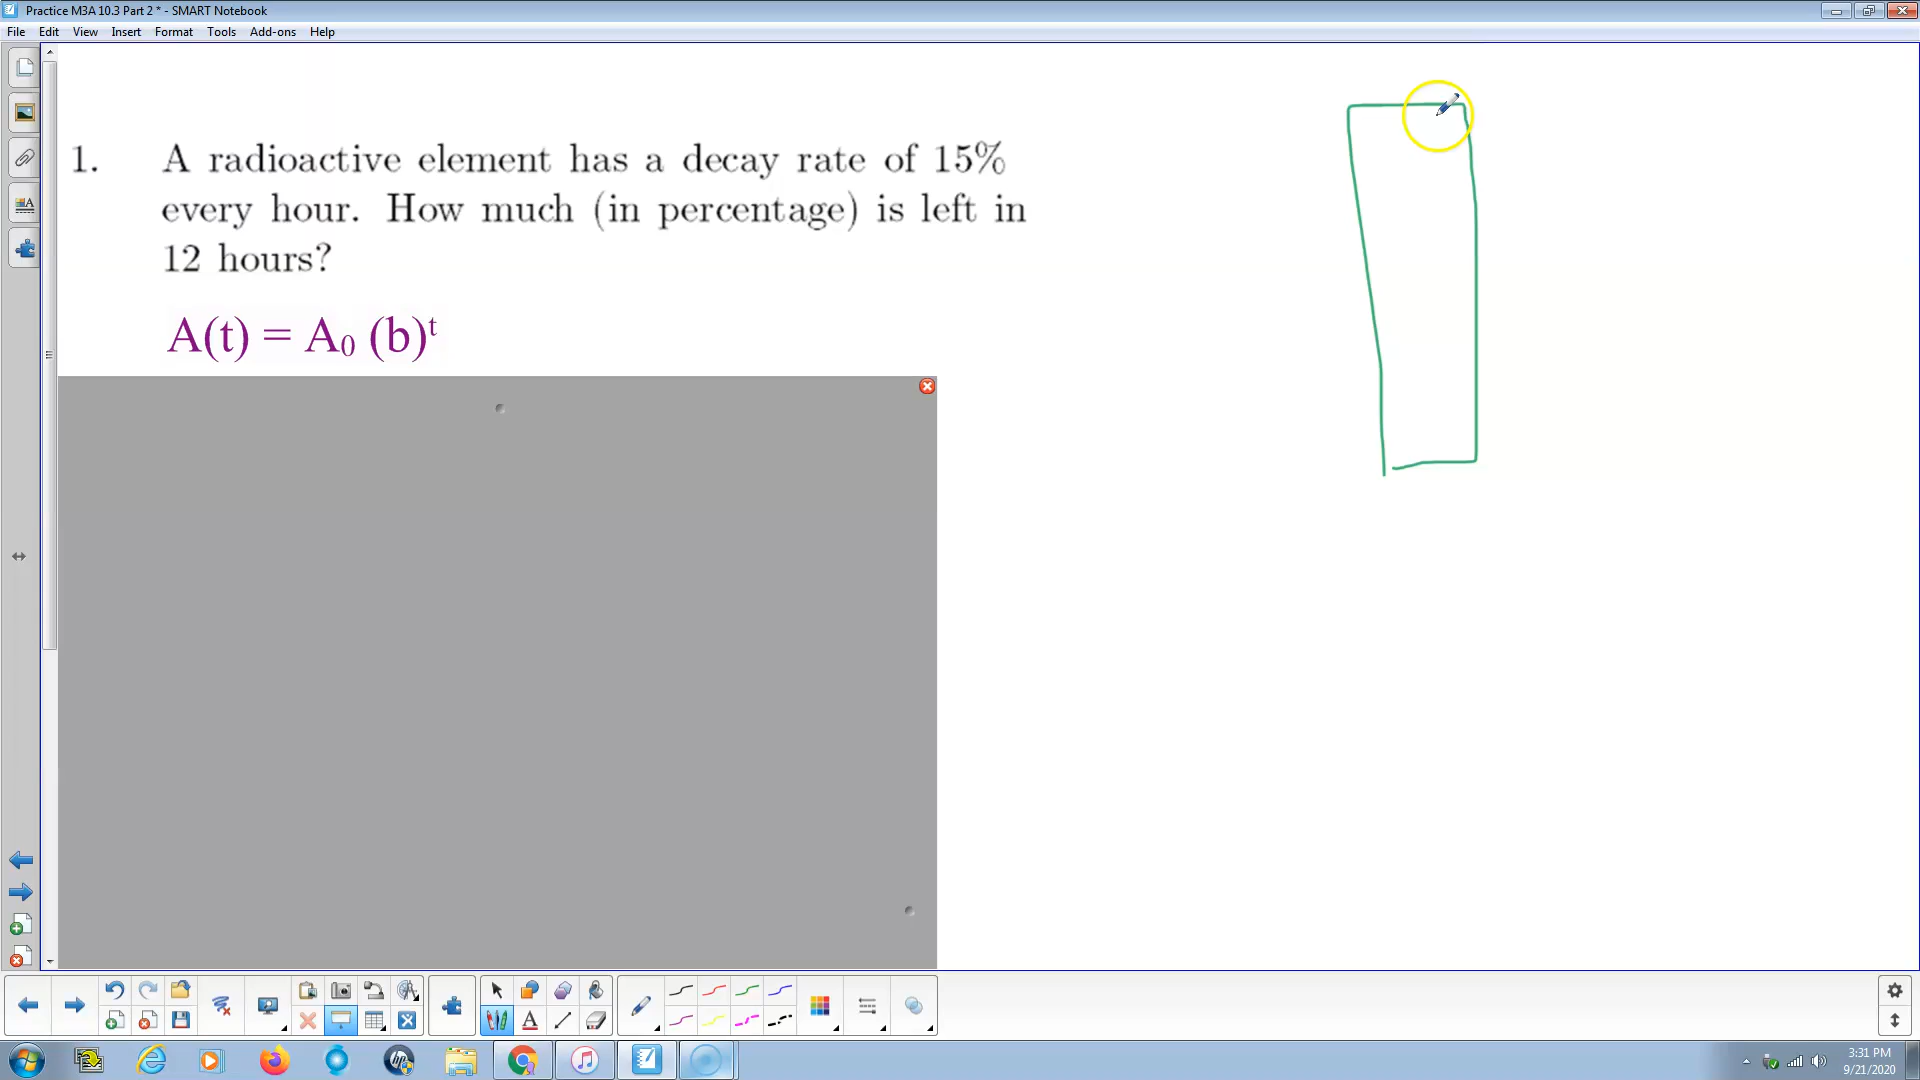 Practice M3A 10.3 Part 2 * - SMART Notebook
File Edit View Insert Format Tools Add-ons Help
1. A radioactive element has a decay rate of 15%
every hour. How much (in percentage) is left in
12 hours?
A(t) = A₀ (b)ᵗ
3:31 PM
9/21/2020